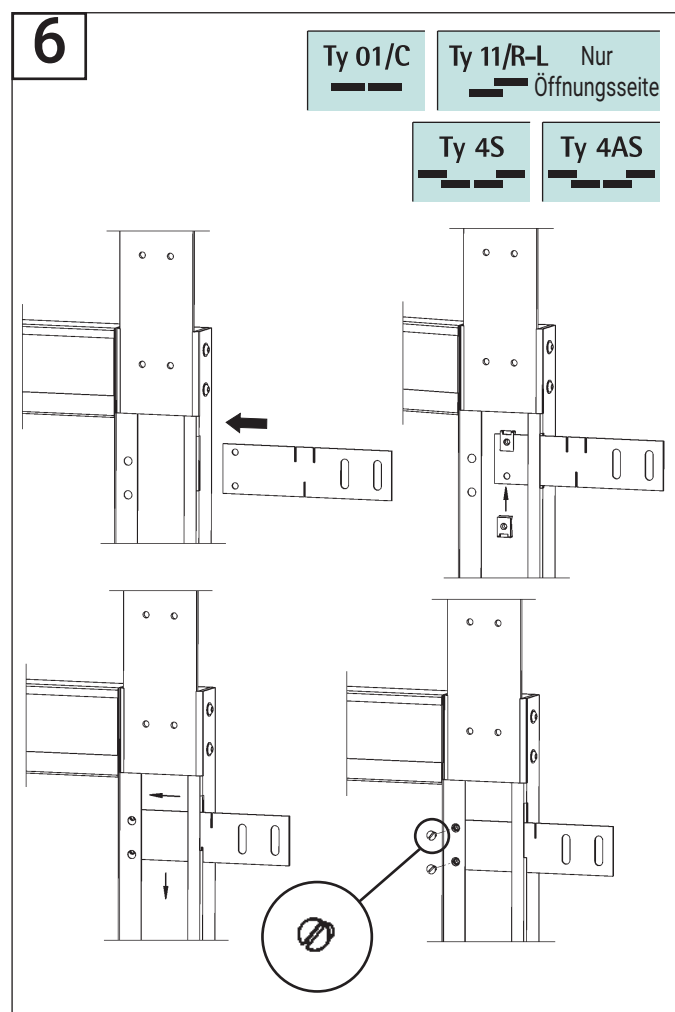 6
Ty 01/C
Ty 11/R-L Nur
Öffnungsseite
Ty 4S
Ty 4AS